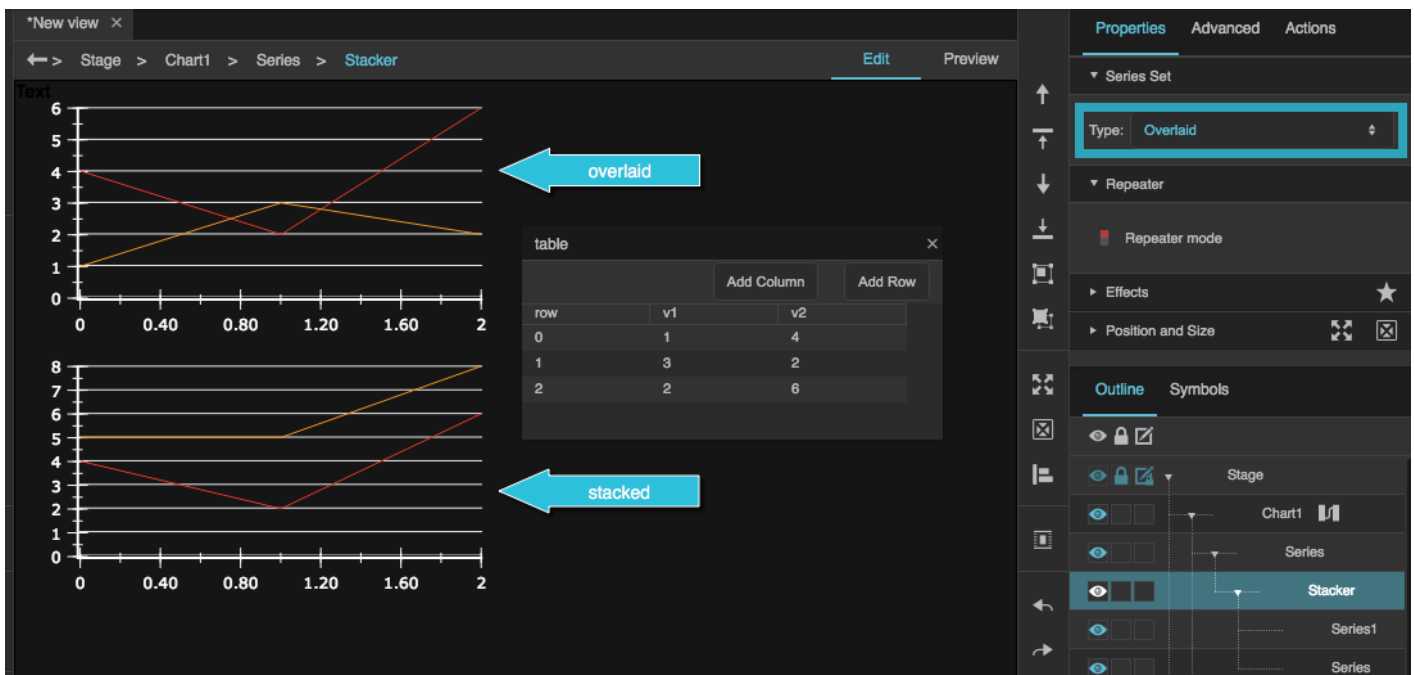 *New view ×
Properties Advanced Actions
> Stage > Chart1 > Series > Stacker
Edit Preview
Series Set
Text
Type: Overlaid
6
5
4
3
2
1
0
0 0.40 0.80 1.20 1.60 2
overlaid
Repeater
Repeater mode
table ×
Add Column Add Row
row v1 v2
0 1 4
1 3 2
2 2 6
Effects
Position and Size
8
7
6
5
4
3
2
1
0
0 0.40 0.80 1.20 1.60 2
stacked
Outline Symbols
Stage
Chart1
Series
Stacker
Series1
Series